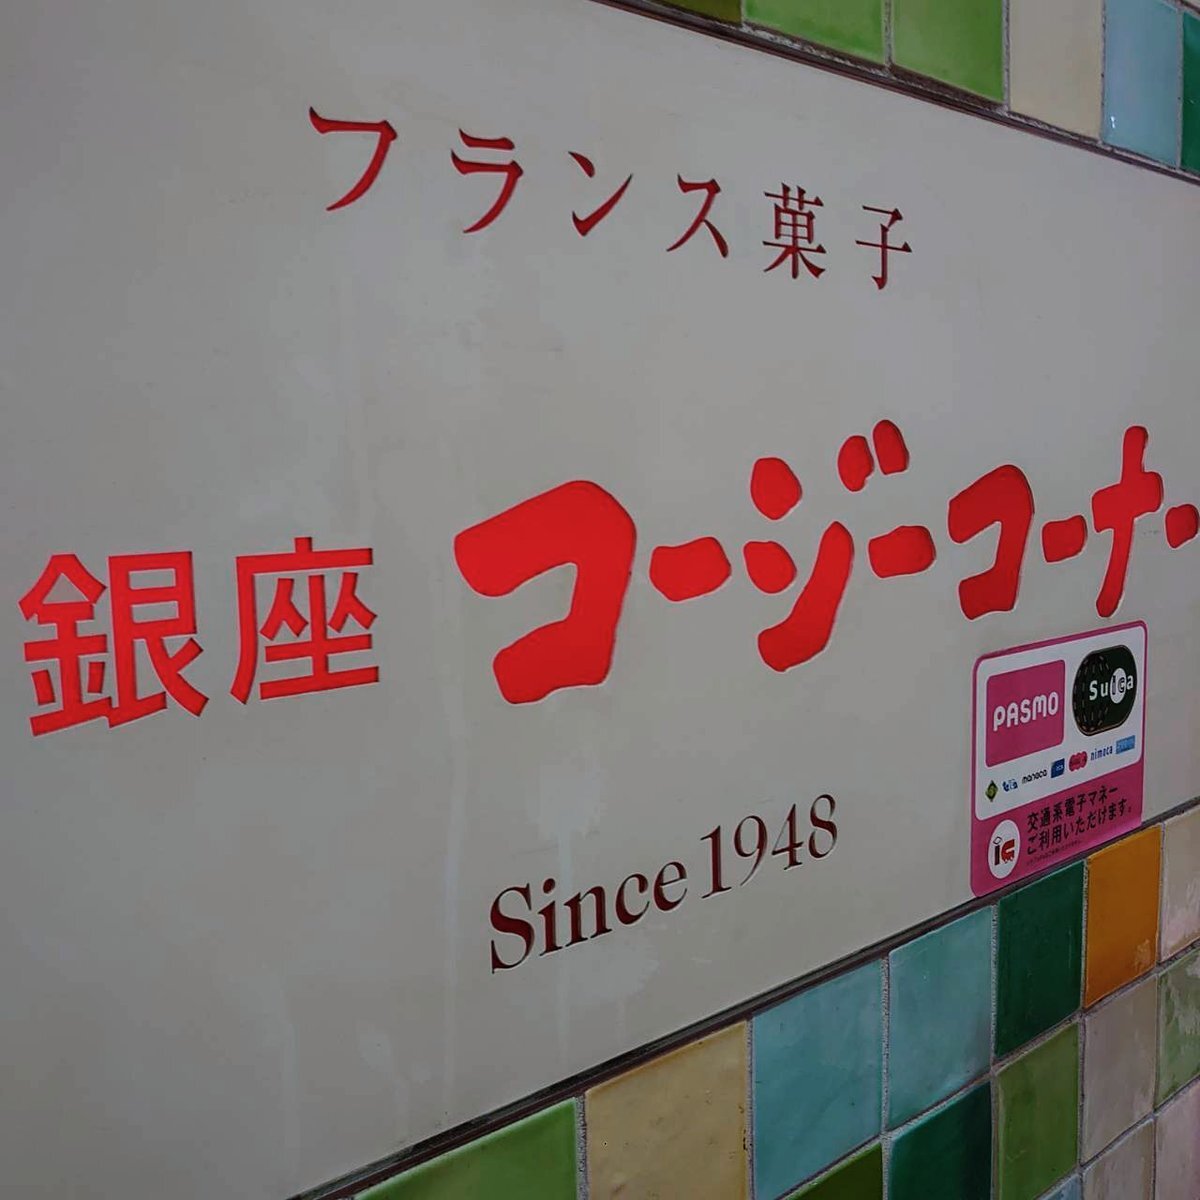 フランス菓子
銀座 コージーコーナー
Since 1948
PASMO Suica
manaca nimoca
交通系電子マネー
ご利用いただけます。